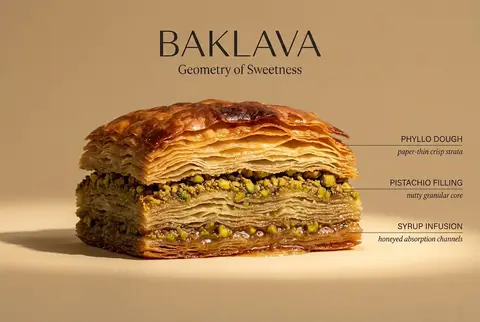 BAKLAVA
Geometry of Sweetness
PHYLLO DOUGH
paper-thin crisp strata
PISTACHIO FILLING
nutty granular core
SYRUP INFUSION
honeyed absorption channels